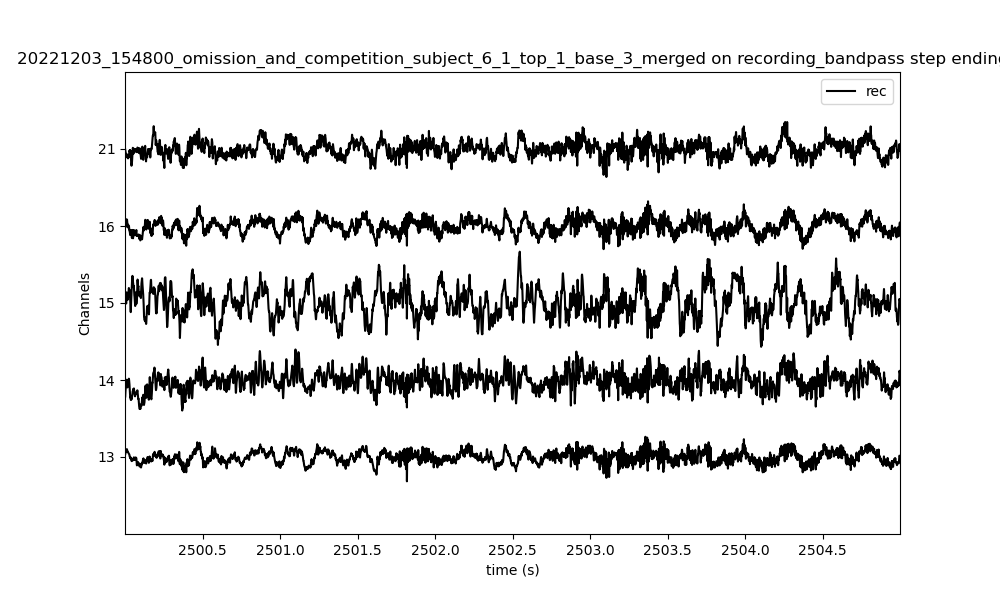 20221203_154800_omission_and_competition_subject_6_1_top_1_base_3_merged on recording_bandpass step ending
rec
21
16
15
14
13
Channels
2500.5 2501.0 2501.5 2502.0 2502.5 2503.0 2503.5 2504.0 2504.5
time (s)